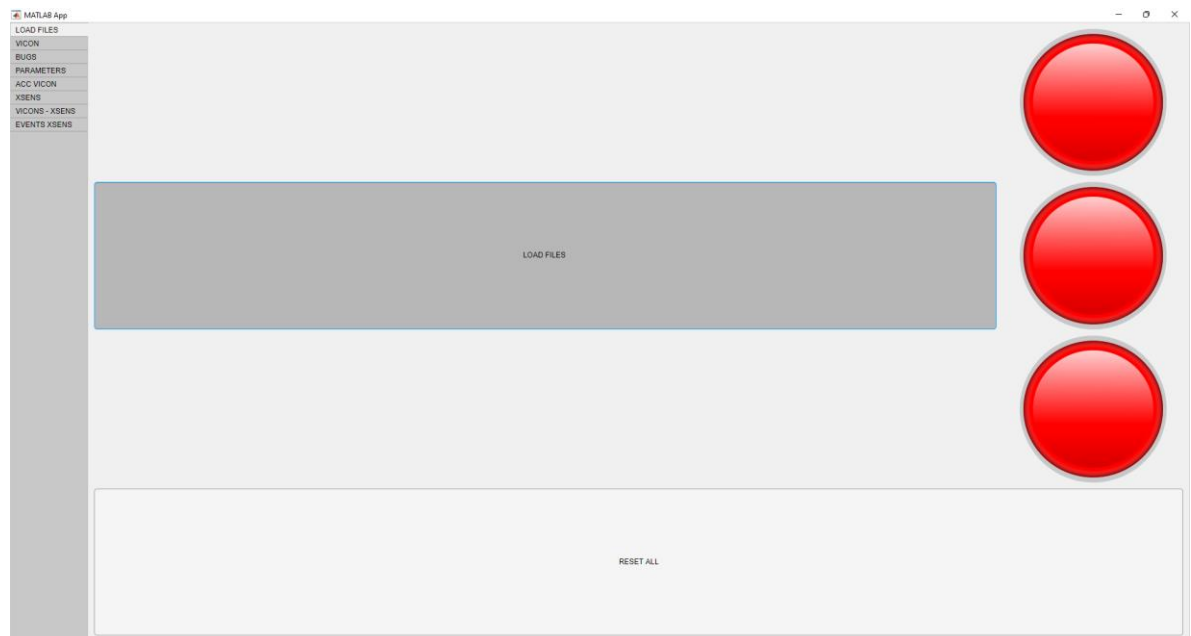 MATLAB App
LOAD FILES
VICON
BUGS
PARAMETERS
ACC VICON
XSENS
VICONS - XSENS
EVENTS XSENS
LOAD FILES
RESET ALL